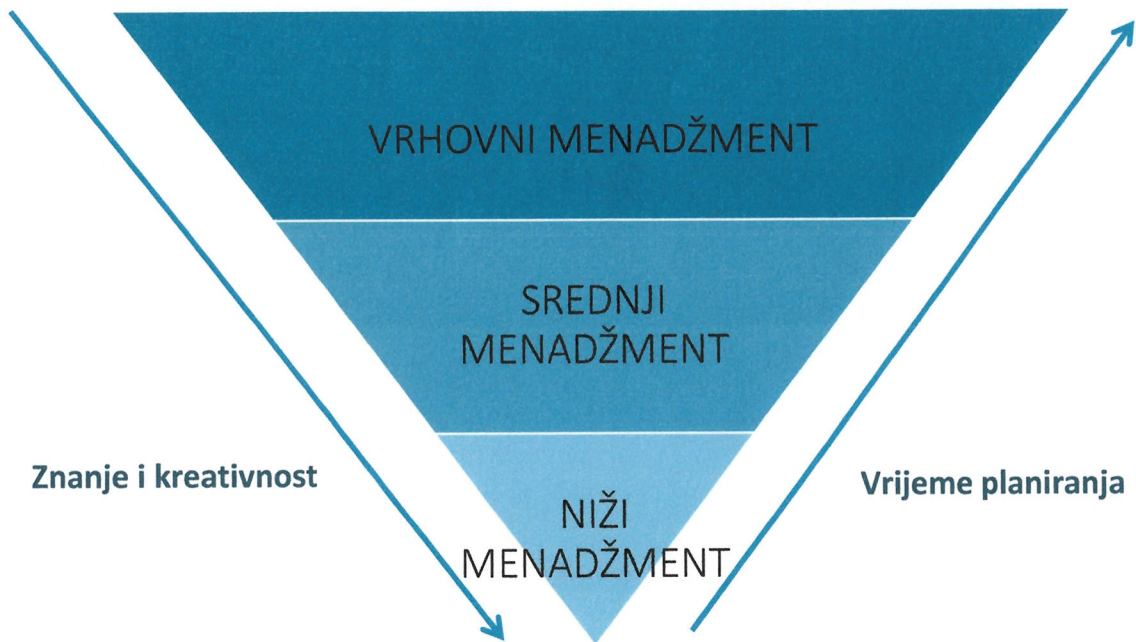 VRHOVNI MENADŽMENT
SREDNJI
MENADŽMENT
Znanje i kreativnost
Vrijeme planiranja
NIŽI
MENADŽMENT